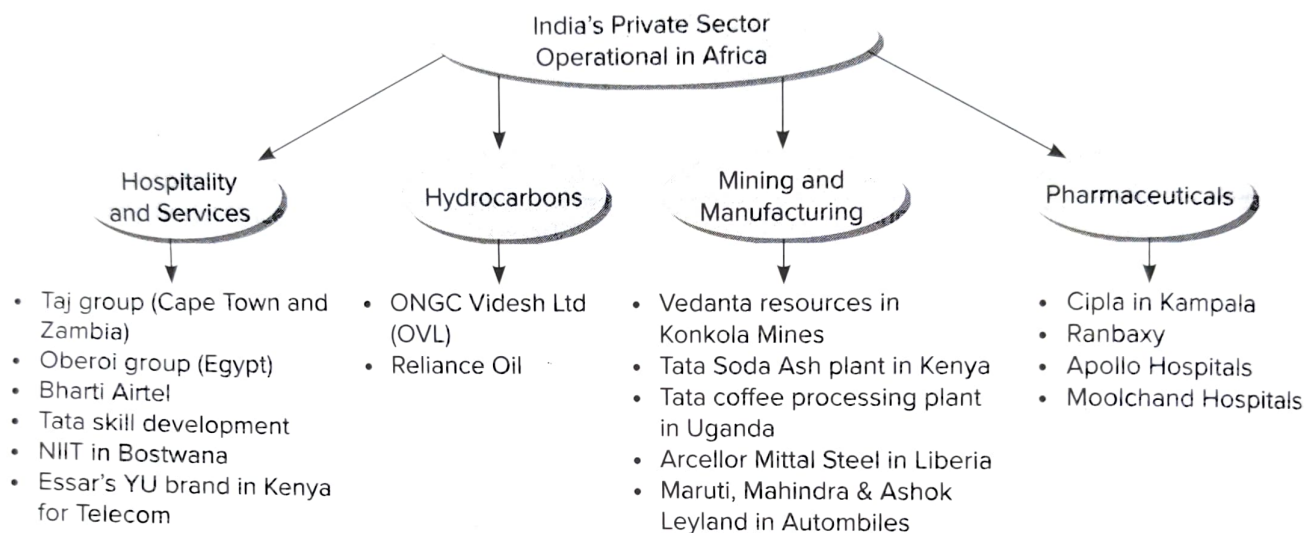 India's Private Sector
Operational in Africa
Hospitality
and Services
• Taj group (Cape Town and
Zambia)
• Oberoi group (Egypt)
• Bharti Airtel
• Tata skill development
• NIIT in Bostwana
• Essar's YU brand in Kenya
for Telecom
Hydrocarbons
• ONGC Videsh Ltd
(OVL)
• Reliance Oil
Mining and
Manufacturing
• Vedanta resources in
Konkola Mines
• Tata Soda Ash plant in Kenya
• Tata coffee processing plant
in Uganda
• Arcellor Mittal Steel in Liberia
• Maruti, Mahindra & Ashok
Leyland in Autombiles
Pharmaceuticals
• Cipla in Kampala
• Ranbaxy
• Apollo Hospitals
• Moolchand Hospitals